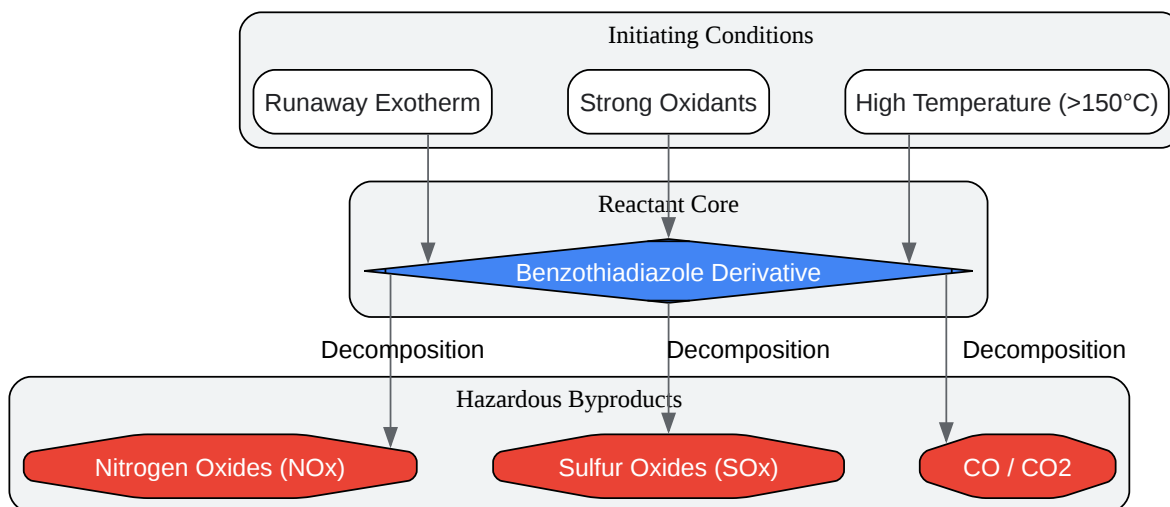 Initiating Conditions
Runaway Exotherm
Strong Oxidants
High Temperature (>150°C)
Reactant Core
Benzothiadiazole Derivative
Decomposition
Decomposition
Decomposition
Hazardous Byproducts
Nitrogen Oxides (NOx)
Sulfur Oxides (SOx)
CO / CO2